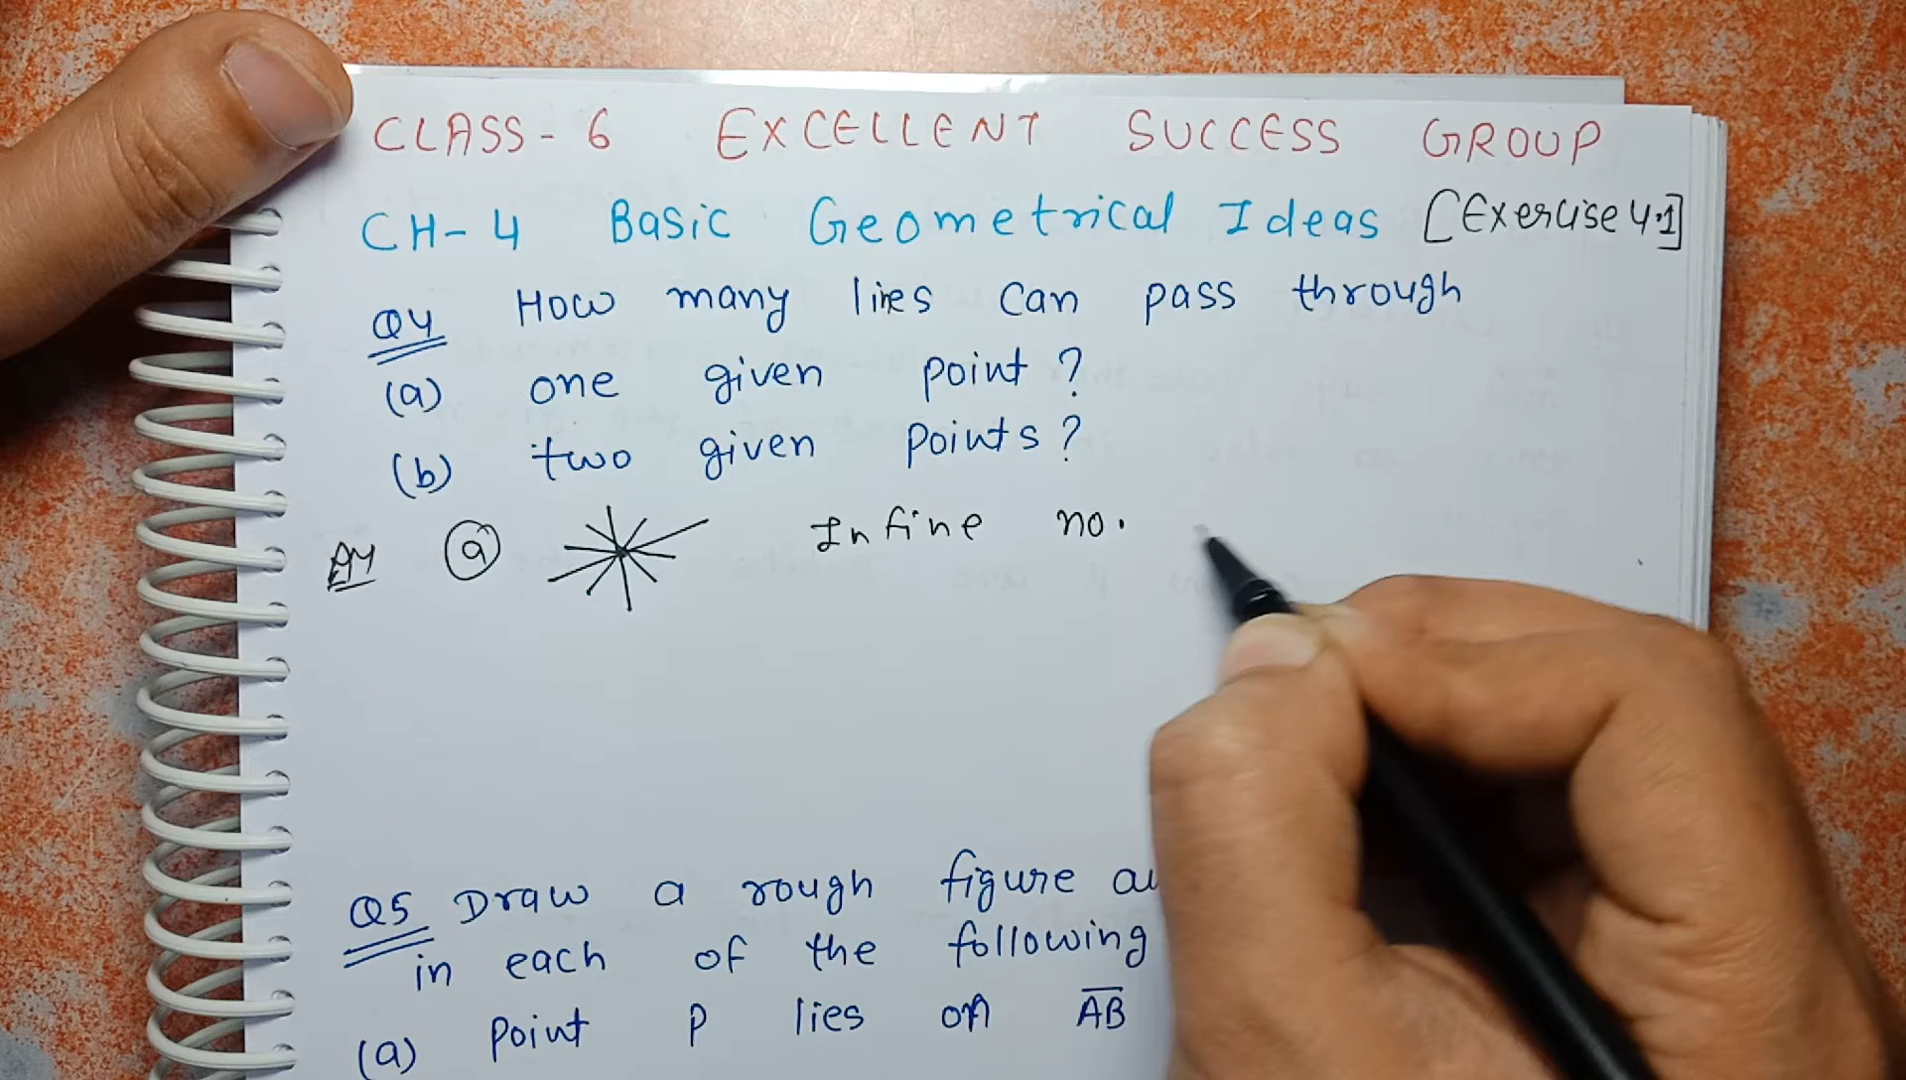 CLASS-6 EXCELLENT SUCCESS GROUP
CH-4 Basic Geometrical Ideas [Exercise 4.1]
Q4 How many lines can pass through
(a) one given point?
(b) two given points?
A4 (a) Infine no.
Q5 Draw a rough figure
in each of the following
(a) point P lies on AB